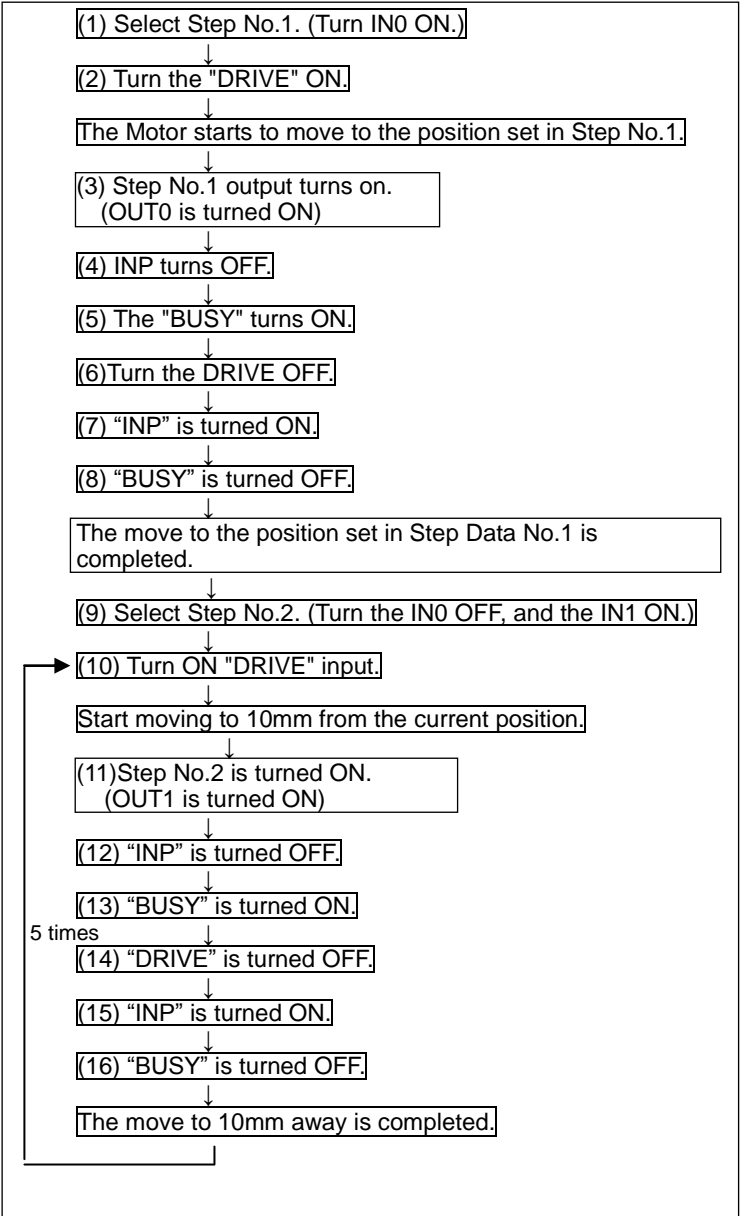 (1) Select Step No.1. (Turn IN0 ON.)
↓
(2) Turn the "DRIVE" ON.
↓
The Motor starts to move to the position set in Step No.1.
↓
(3) Step No.1 output turns on.
(OUT0 is turned ON)
↓
(4) INP turns OFF.
↓
(5) The "BUSY" turns ON.
↓
(6)Turn the DRIVE OFF.
↓
(7) “INP” is turned ON.
↓
(8) “BUSY” is turned OFF.
↓
The move to the position set in Step Data No.1 is
completed.
↓
(9) Select Step No.2. (Turn the IN0 OFF, and the IN1 ON.)
↓
(10) Turn ON "DRIVE" input.
↓
Start moving to 10mm from the current position.
↓
(11)Step No.2 is turned ON.
(OUT1 is turned ON)
↓
(12) “INP” is turned OFF.
↓
(13) “BUSY” is turned ON.
5 times
↓
(14) “DRIVE” is turned OFF.
↓
(15) “INP” is turned ON.
↓
(16) “BUSY” is turned OFF.
↓
The move to 10mm away is completed.